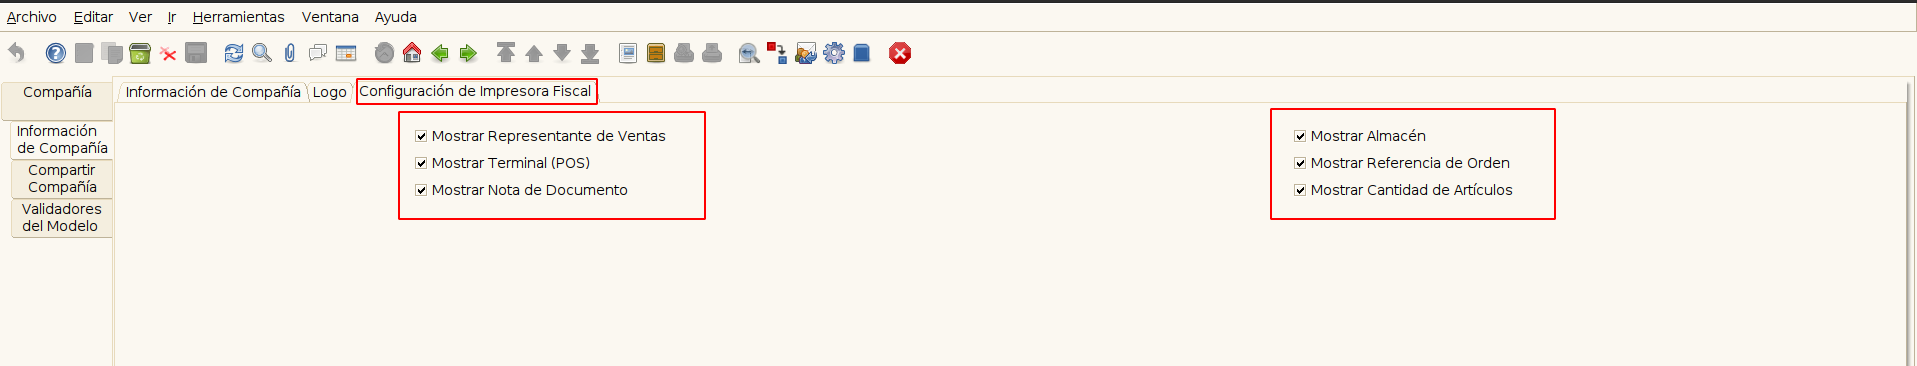 Archivo Editar Ver Ir Herramientas Ventana Ayuda
Compañía
Información de Compañía
Compartir Compañía
Validadores del Modelo
Información de Compañía Logo Configuración de Impresora Fiscal
Mostrar Representante de Ventas
Mostrar Terminal (POS)
Mostrar Nota de Documento
Mostrar Almacén
Mostrar Referencia de Orden
Mostrar Cantidad de Artículos